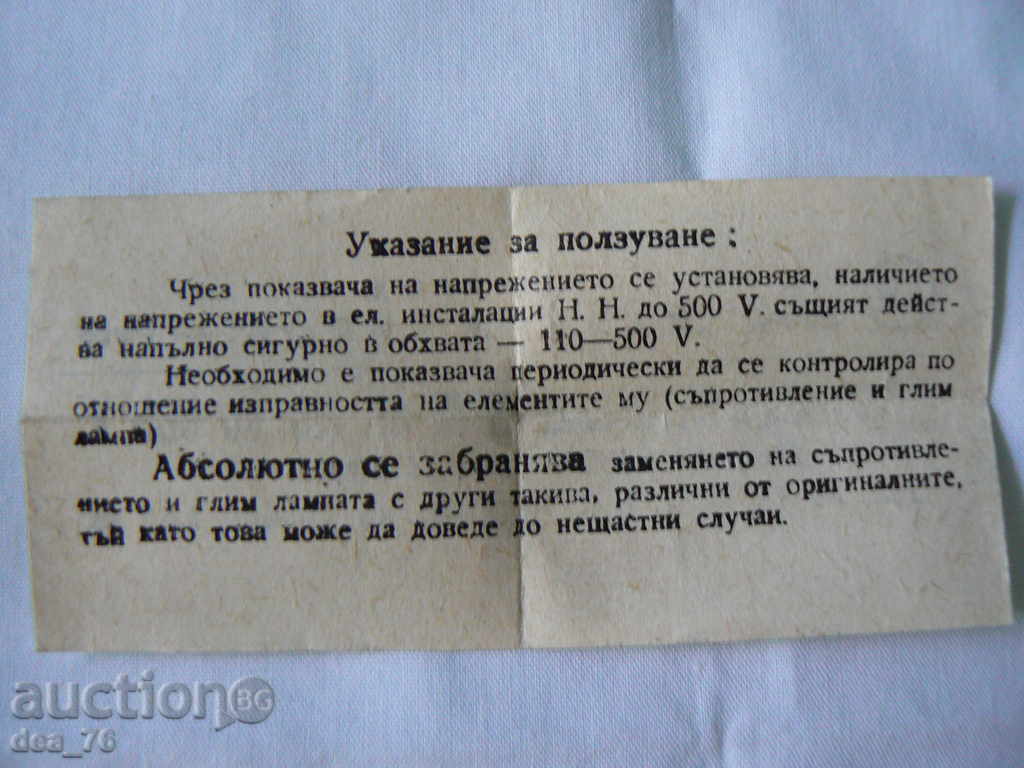 Указание за ползуване :
Чрез показвача на напрежението се установява, наличието
на напрежението в ел. инсталации Н. Н. до 500 V. същият дейст-
ва напълно сигурно в обхвата — 110—500 V.
Необходимо е показвача периодически да се контролира по
отношение изправността на елементите му (съпротивление и глим
лампа)
Абсолютно се забранява заменянето на съпротивле-
нието и глим лампата с други такива, различни от оригиналните,
тъй като това може да доведе до нещастни случаи.
auction BG
dea_76